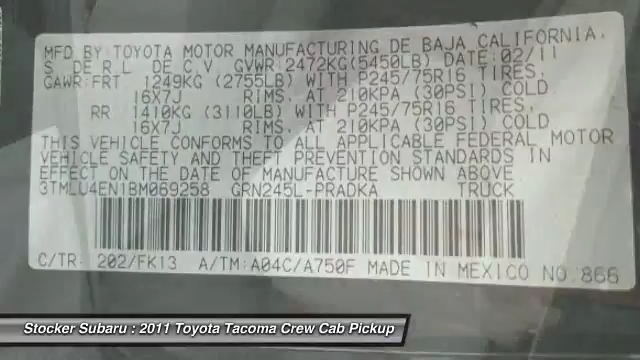 MFD BY:TOYOTA MOTOR MANUFACTURING DE BAJA CALIFORNIA,
S. DE R.L. DE C.V. GVWR 2472KG(5450LB) DATE:02/11
GAWR:FRT 1249KG (2755LB) WITH P245/75R16 TIRES,
16X7J RIMS, AT 210KPA (30PSI) COLD
RR 1410KG (3110LB) WITH P245/75R16 TIRES,
16X7J RIMS, AT 210KPA (30PSI) COLD
THIS VEHICLE CONFORMS TO ALL APPLICABLE FEDERAL MOTOR
VEHICLE SAFETY AND THEFT PREVENTION STANDARDS IN
EFFECT ON THE DATE OF MANUFACTURE SHOWN ABOVE.
3TMLU4EN1BM069258 GRN245L-PRADKA TRUCK
C/TR: 202/FK13 A/TM: A04C/A750F MADE IN MEXICO NO.866
Stocker Subaru : 2011 Toyota Tacoma Crew Cab Pickup